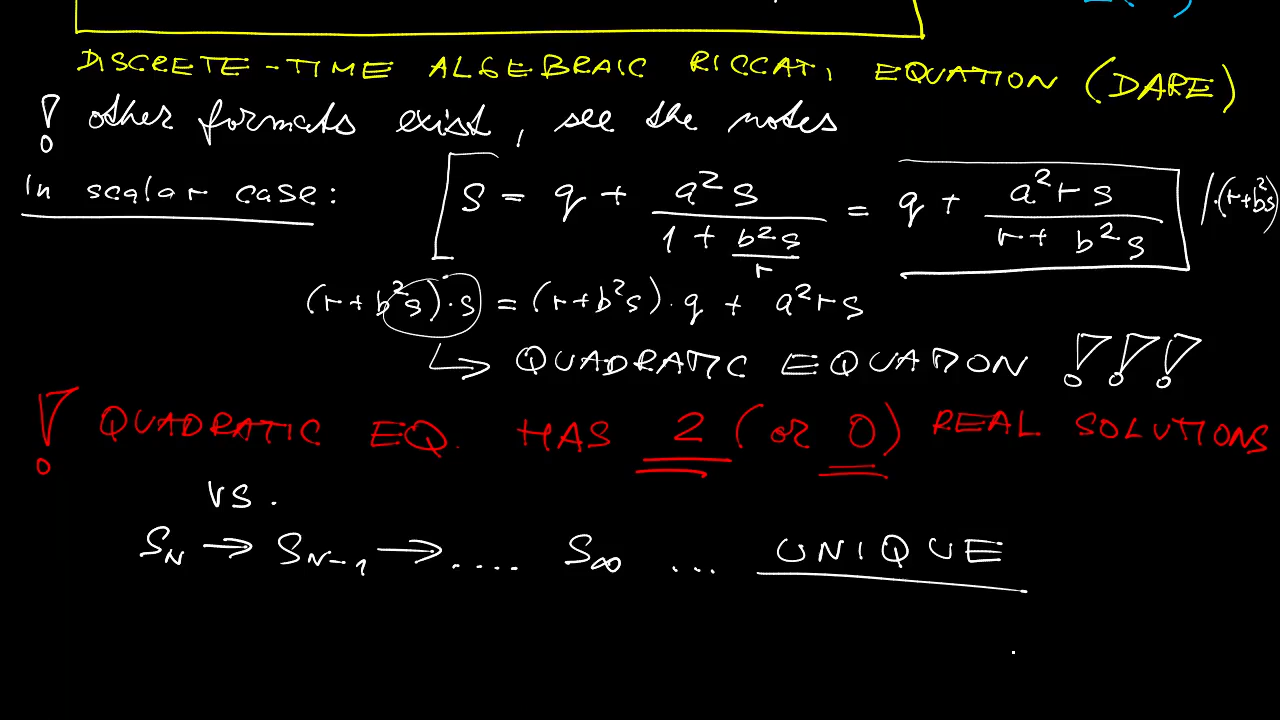 DISCRETE-TIME ALGEBRAIC RICCATI EQUATION (DARE)
! other formats exist, see the notes
In scalar case: s = q + a²s / (1 + b²s/r) = q + a²rs / (r + b²s) /·(r+b²s)
(r+b²s)·s = (r+b²s)·q + a²rs
↳ QUADRATIC EQUATION !!!
! QUADRATIC EQ. HAS 2 (or 0) REAL SOLUTIONS
vs.
S_N → S_N-1 → .... S_∞ ... UNIQUE